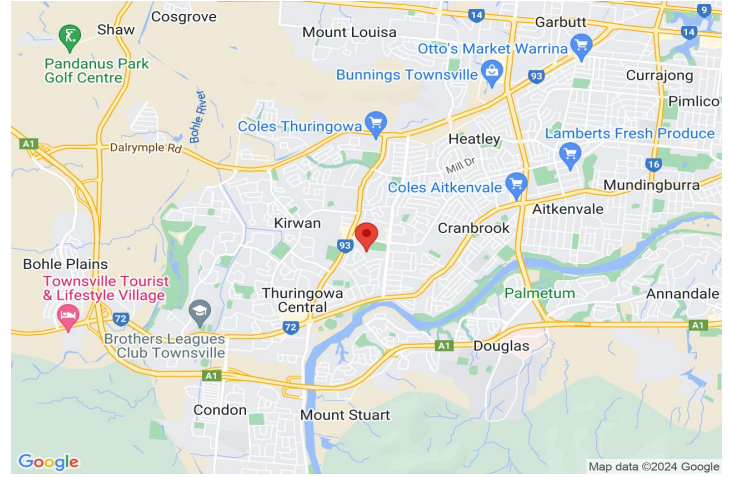 Cosgrove
Shaw
Mount Louisa
Garbutt
14
9
14
Pandanus Park
Golf Centre
Otto's Market Warrina
Bunnings Townsville
93
Currajong
Pimlico
Bohle River
Coles Thuringowa
A1
Dalrymple Rd
Heatley
Lamberts Fresh Produce
Mill Dr
16
Coles Aitkenvale
Mundingburra
Aitkenvale
Kirwan
Cranbrook
93
Bohle Plains
Townsville Tourist
& Lifestyle Village
Thuringowa
Central
Palmetum
Annandale
72
72
Brothers Leagues
Club Townsville
A1
A1
Douglas
A1
Condon
Mount Stuart
72
Google
Map data ©2024 Google